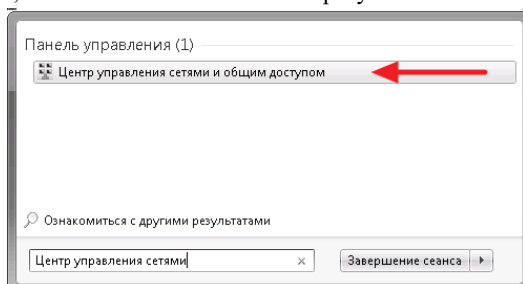 Панель управления (1)
Центр управления сетями и общим доступом
Ознакомиться с другими результатами
Центр управления сетями
Завершение сеанса